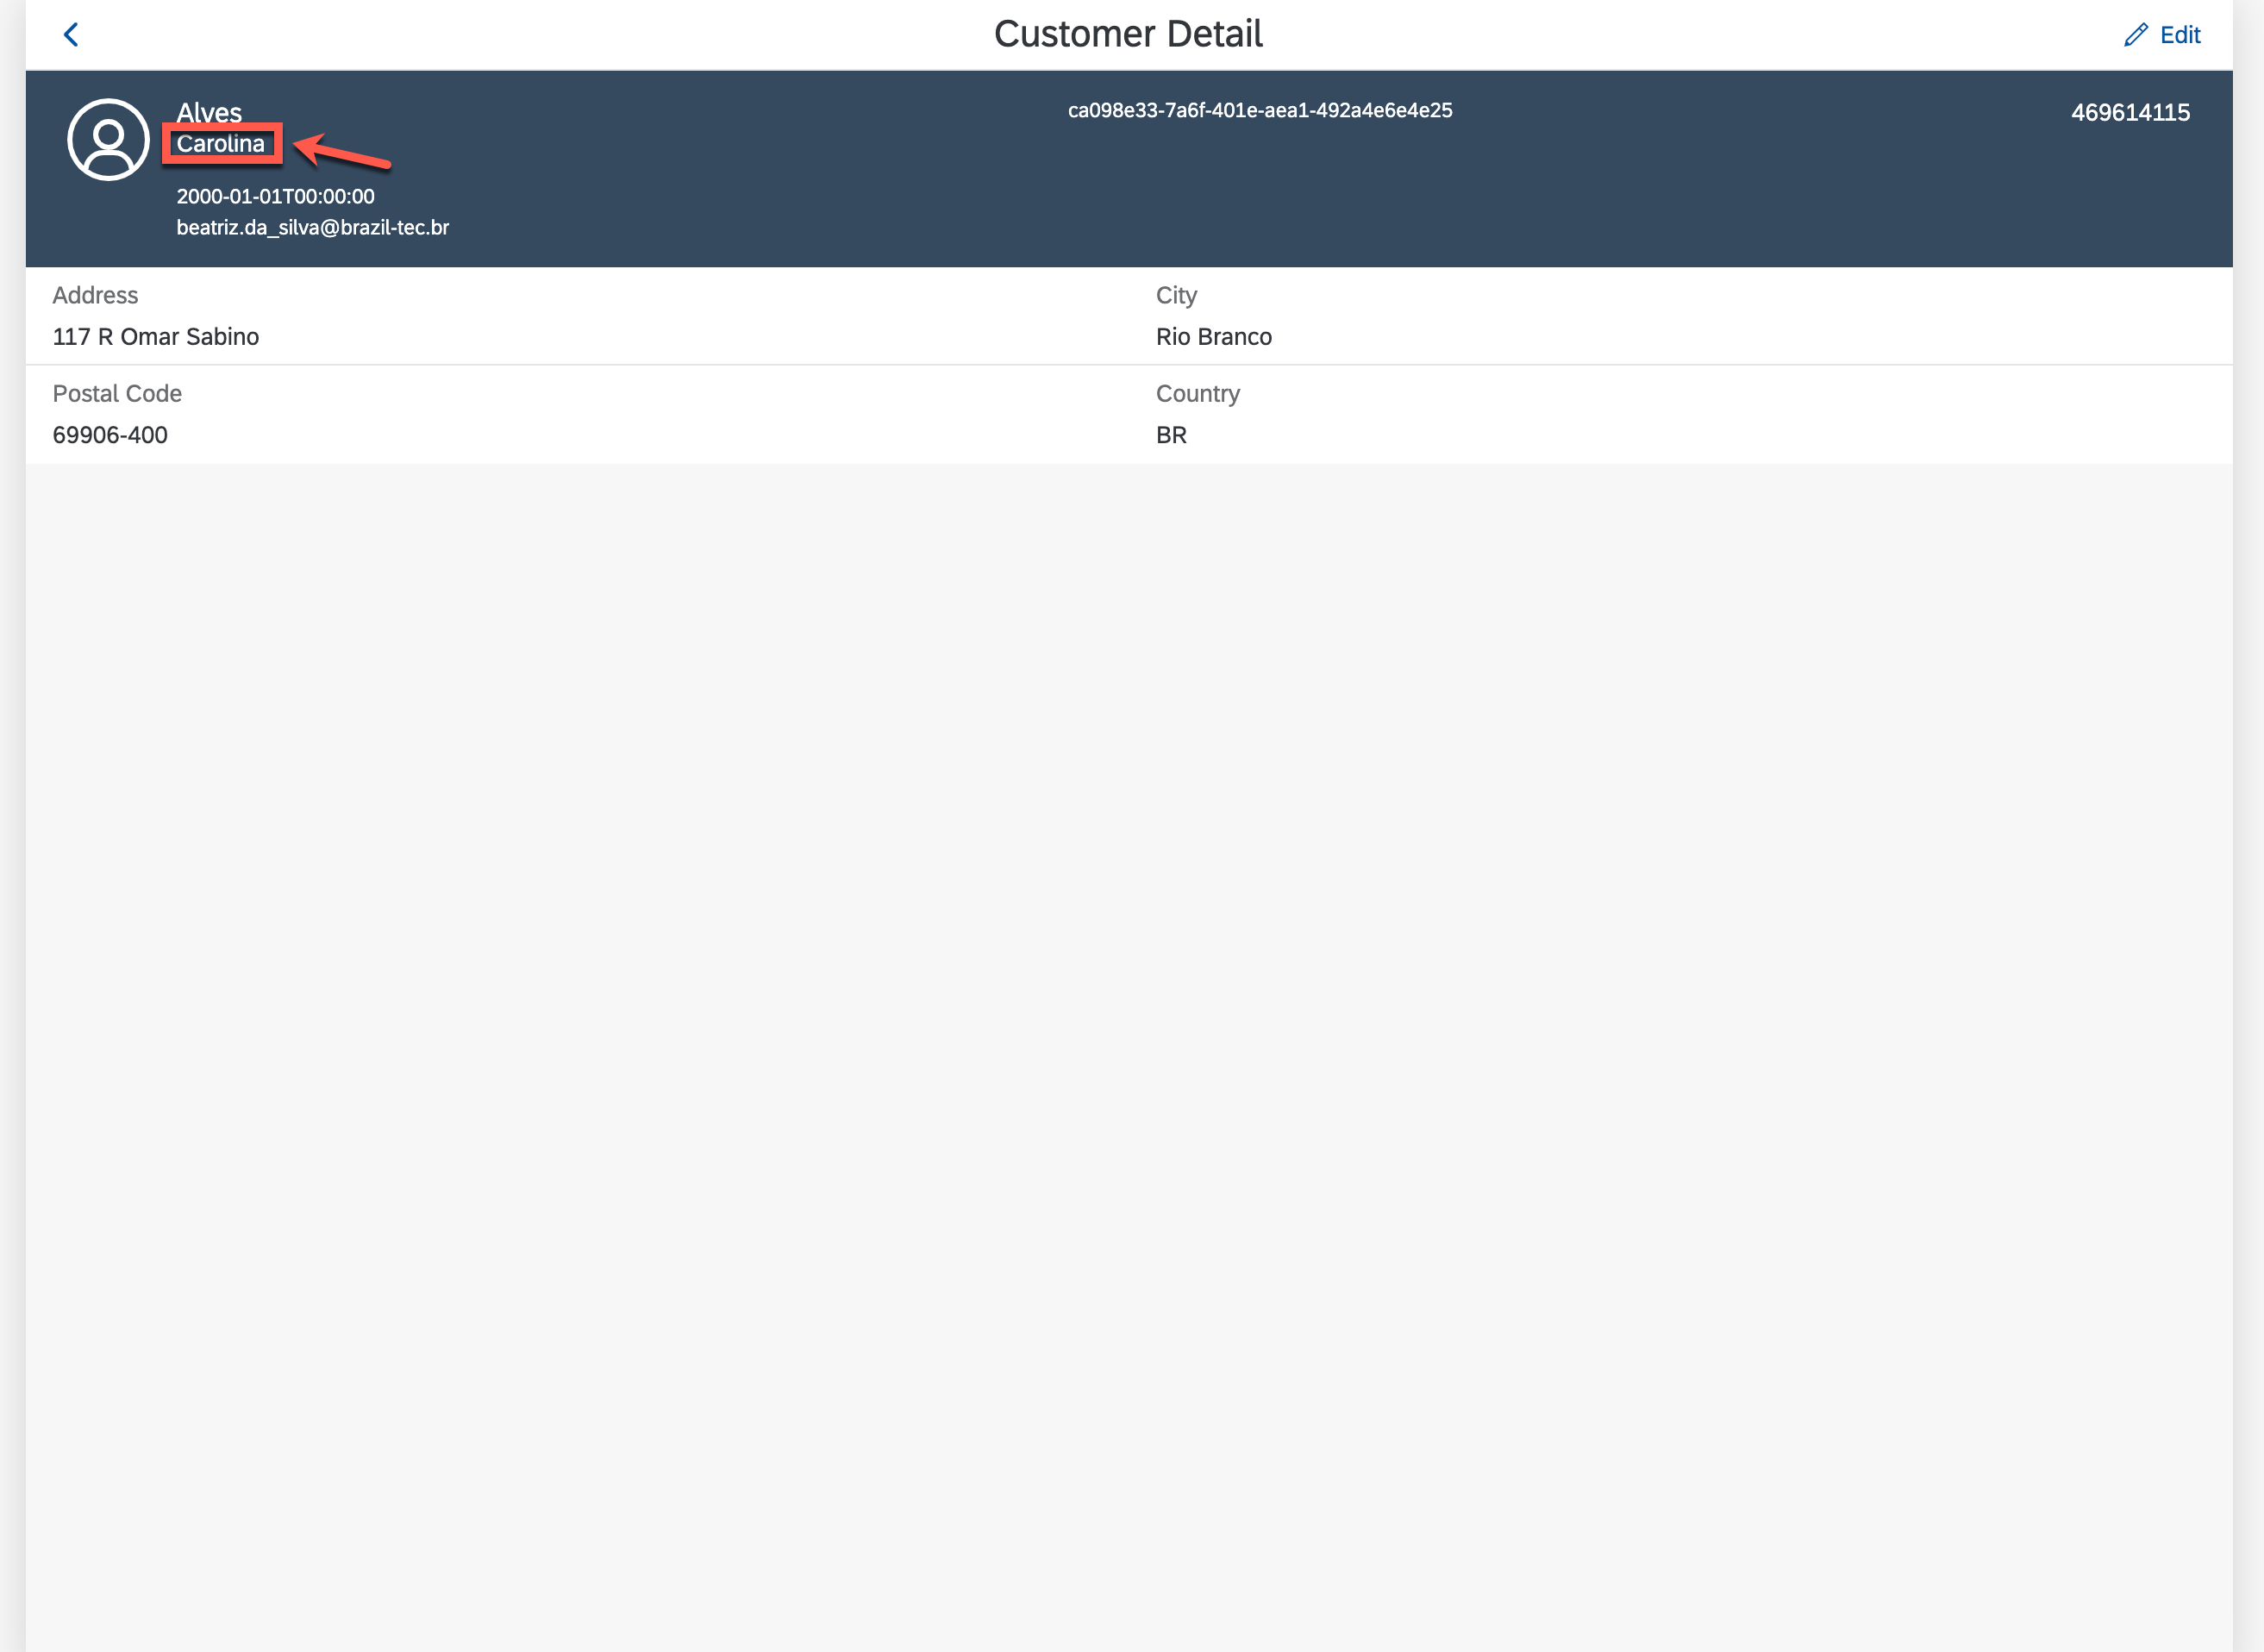 Customer Detail
Edit
Alves
Carolina
2000-01-01T00:00:00
beatriz.da_silva@brazil-tec.br
ca098e33-7a6f-401e-aea1-492a4e6e4e25
469614115
Address
117 R Omar Sabino
City
Rio Branco
Postal Code
69906-400
Country
BR